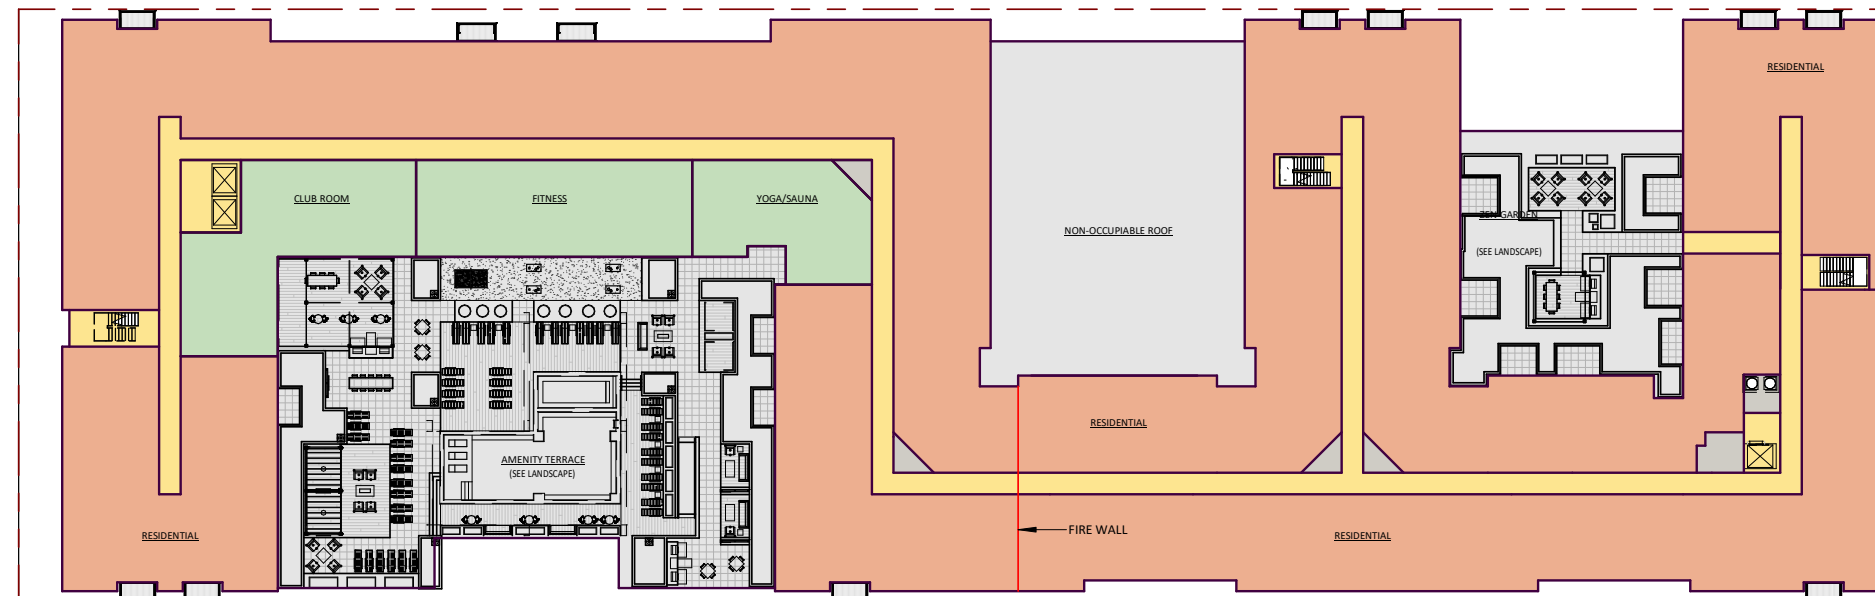 RESIDENTIAL
CLUB ROOM
FITNESS
YOGA/SAUNA
NON-OCCUPIABLE ROOF
ZEN GARDEN
(SEE LANDSCAPE)
RESIDENTIAL
AMENITY TERRACE
(SEE LANDSCAPE)
RESIDENTIAL
FIRE WALL
RESIDENTIAL